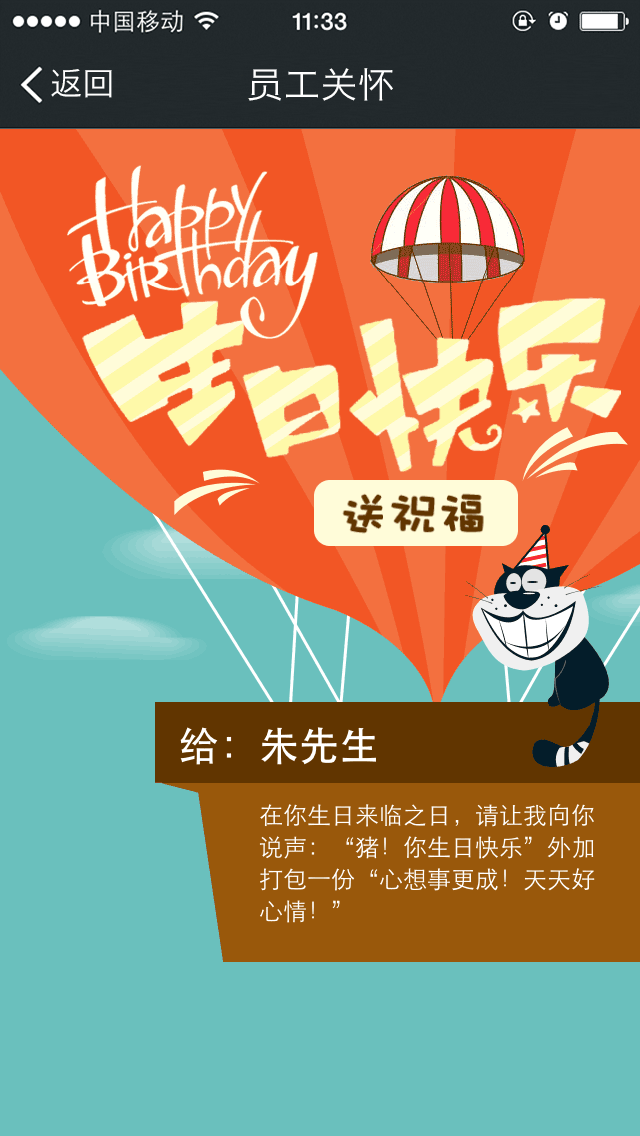 中国移动 11:33
返回 员工关怀
Happy
Birthday
生日快乐
送祝福
给：朱先生
在你生日来临之日，请让我向你
说声：“猪！你生日快乐”外加
打包一份“心想事更成！天天好
心情！”